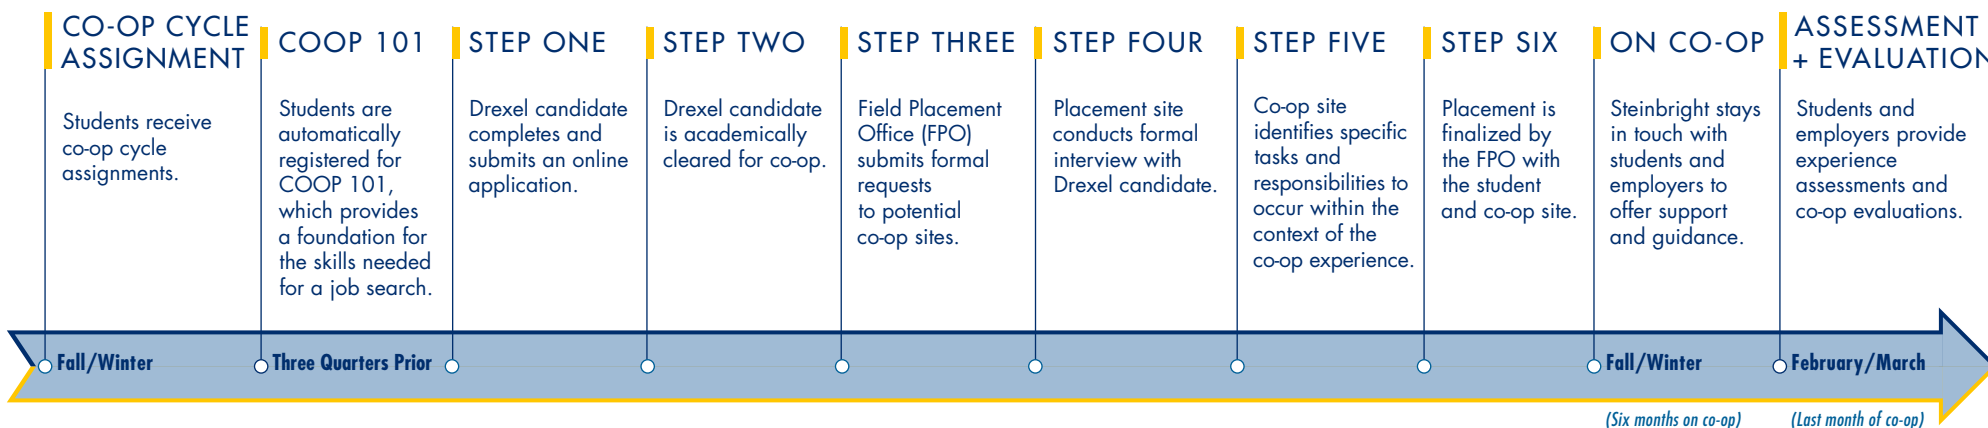 CO-OP CYCLE
ASSIGNMENT
Students receive
co-op cycle
assignments.
COOP 101
Students are
automatically
registered for
COOP 101,
which provides
a foundation for
the skills needed
for a job search.
STEP ONE
Drexel candidate
completes and
submits an online
application.
STEP TWO
Drexel candidate
is academically
cleared for co-op.
STEP THREE
Field Placement
Office (FPO)
submits formal
requests
to potential
co-op sites.
STEP FOUR
Placement site
conducts formal
interview with
Drexel candidate.
STEP FIVE
Co-op site
identifies specific
tasks and
responsibilities to
occur within the
context of the
co-op experience.
STEP SIX
Placement is
finalized by
the FPO with
the student
and co-op site.
ON CO-OP
Steinbright stays
in touch with
students and
employers to
offer support
and guidance.
ASSESSMENT
+ EVALUATION
Students and
employers provide
experience
assessments and
co-op evaluations.
Fall/Winter
Three Quarters Prior
Fall/Winter
February/March
(Six months on co-op)
(Last month of co-op)